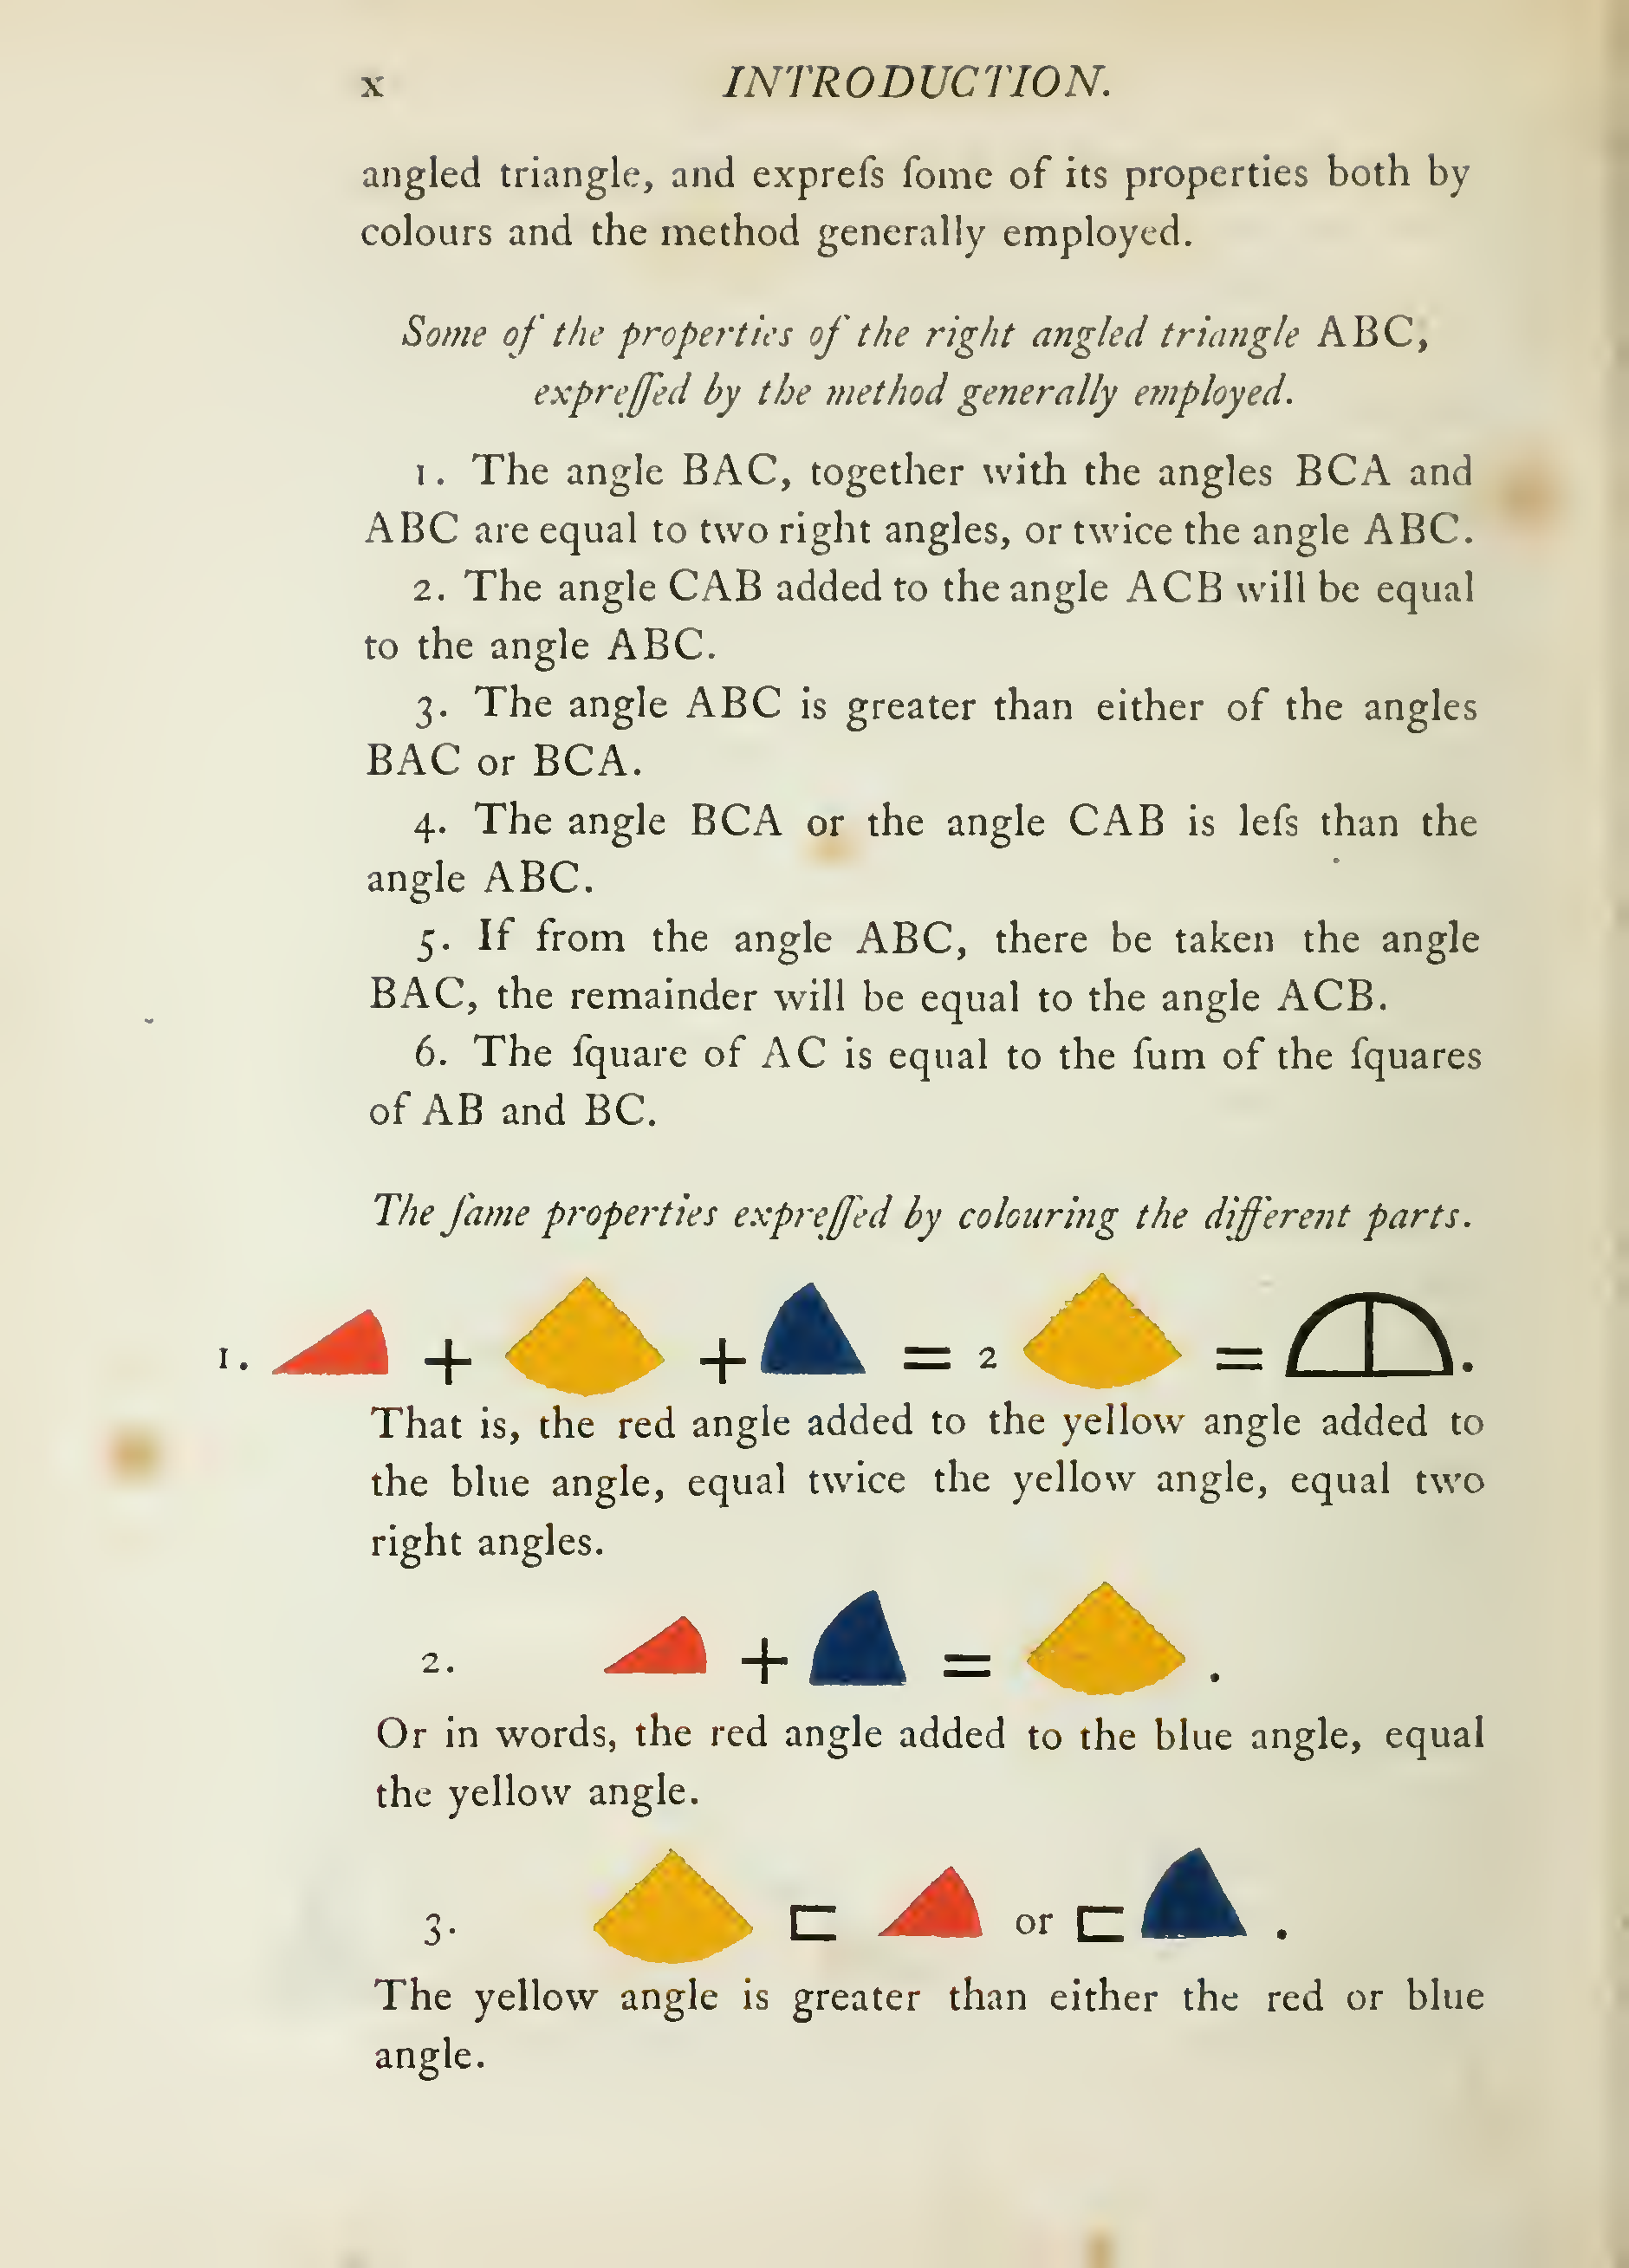 x INTRODUCTION.
angled triangle, and expreſs ſome of its properties both by
colours and the method generally employed.
Some of the properties of the right angled triangle ABC,
expreſſed by the method generally employed.
1. The angle BAC, together with the angles BCA and
ABC are equal to two right angles, or twice the angle ABC.
2. The angle CAB added to the angle ACB will be equal
to the angle ABC.
3. The angle ABC is greater than either of the angles
BAC or BCA.
4. The angle BCA or the angle CAB is leſs than the
angle ABC.
5. If from the angle ABC, there be taken the angle
BAC, the remainder will be equal to the angle ACB.
6. The ſquare of AC is equal to the ſum of the ſquares
of AB and BC.
The ſame properties expreſſed by colouring the different parts.
1. + + = 2 = .
That is, the red angle added to the yellow angle added to
the blue angle, equal twice the yellow angle, equal two
right angles.
2. + = .
Or in words, the red angle added to the blue angle, equal
the yellow angle.
3. ⊏ or ⊏ .
The yellow angle is greater than either the red or blue
angle.